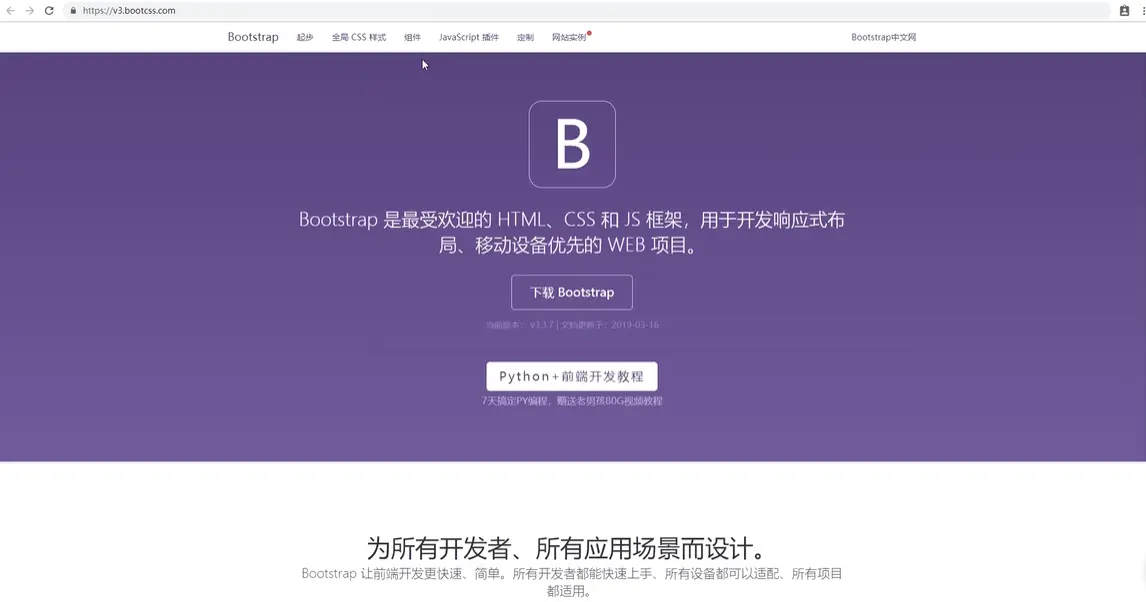 https://v3.bootcss.com
Bootstrap 起步 全局 CSS 样式 组件 JavaScript 插件 定制 网站实例 Bootstrap中文网
B
Bootstrap 是最受欢迎的 HTML、CSS 和 JS 框架，用于开发响应式布
局、移动设备优先的 WEB 项目。
下载 Bootstrap
当前版本： v3.3.7 | 文档更新于：2019-03-16
Python+前端开发教程
7天搞定PY编程，赠送老男孩80G视频教程
为所有开发者、所有应用场景而设计。
Bootstrap 让前端开发更快速、简单。所有开发者都能快速上手、所有设备都可以适配、所有项目
都适用。